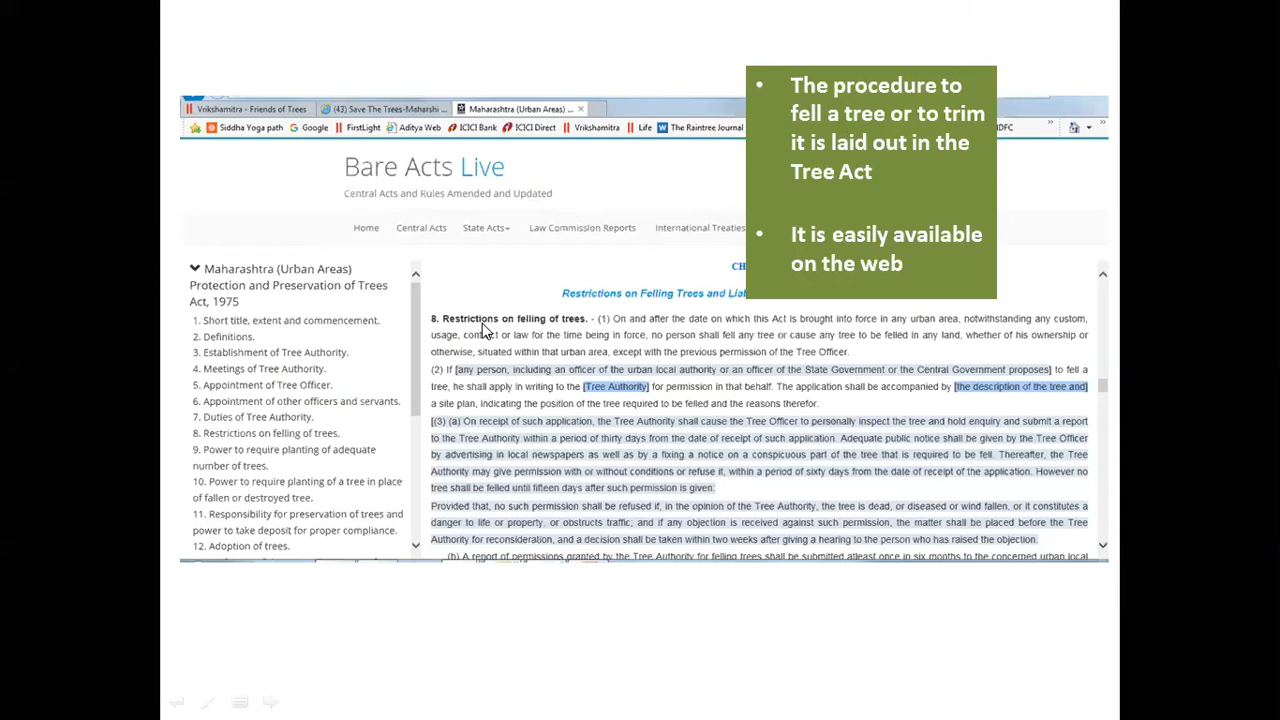 • The procedure to
fell a tree or to trim
it is laid out in the
Tree Act
• It is easily available
on the web
Vrikshamitra - Friends of Trees
(43) Save The Trees-Maharshi ...
Maharashtra (Urban Areas) ...
Siddha Yoga path Google FirstLight Aditya Web ICICI Bank ICICI Direct Vrikshamitra Life The Raintree Journal
Bare Acts Live
Central Acts and Rules Amended and Updated
Home Central Acts State Acts Law Commission Reports International Treaties
Maharashtra (Urban Areas)
Protection and Preservation of Trees
Act, 1975
1. Short title, extent and commencement.
2. Definitions.
3. Establishment of Tree Authority.
4. Meetings of Tree Authority.
5. Appointment of Tree Officer.
6. Appointment of other officers and servants.
7. Duties of Tree Authority.
8. Restrictions on felling of trees.
9. Power to require planting of adequate
number of trees.
10. Power to require planting of a tree in place
of fallen or destroyed tree.
11. Responsibility for preservation of trees and
power to take deposit for proper compliance.
12. Adoption of trees.
Restrictions on Felling Trees and
8. Restrictions on felling of trees. - (1) On and after the date on which this Act is brought into force in any urban area, notwithstanding any custom,
usage, contract or law for the time being in force, no person shall fell any tree or cause any tree to be felled in any land, whether of his ownership or
otherwise, situated within that urban area, except with the previous permission of the Tree Officer.
(2) If [any person, including an officer of the urban local authority or an officer of the State Government or the Central Government proposes] to fell a
tree, he shall apply in writing to the [Tree Authority] for permission in that behalf. The application shall be accompanied by [the description of the tree and]
a site plan, indicating the position of the tree required to be felled and the reasons therefor.
[(3) (a) On receipt of such application, the Tree Authority shall cause the Tree Officer to personally inspect the tree and hold enquiry and submit a report
to the Tree Authority within a period of thirty days from the date of receipt of such application. Adequate public notice shall be given by the Tree Officer
by advertising in local newspapers as well as by a fixing a notice on a conspicuous part of the tree that is required to be fell. Thereafter, the Tree
Authority may give permission with or without conditions or refuse it, within a period of sixty days from the date of receipt of the application. However no
tree shall be felled until fifteen days after such permission is given:
Provided that, no such permission shall be refused if, in the opinion of the Tree Authority, the tree is dead, or diseased or wind fallen, or it constitutes a
danger to life or property, or obstructs traffic; and if any objection is received against such permission, the matter shall be placed before the Tree
Authority for reconsideration, and a decision shall be taken within two weeks after giving a hearing to the person who has raised the objection.
(b) A report of permissions granted by the Tree Authority for felling trees shall be submitted atleast once in six months to the concerned urban local